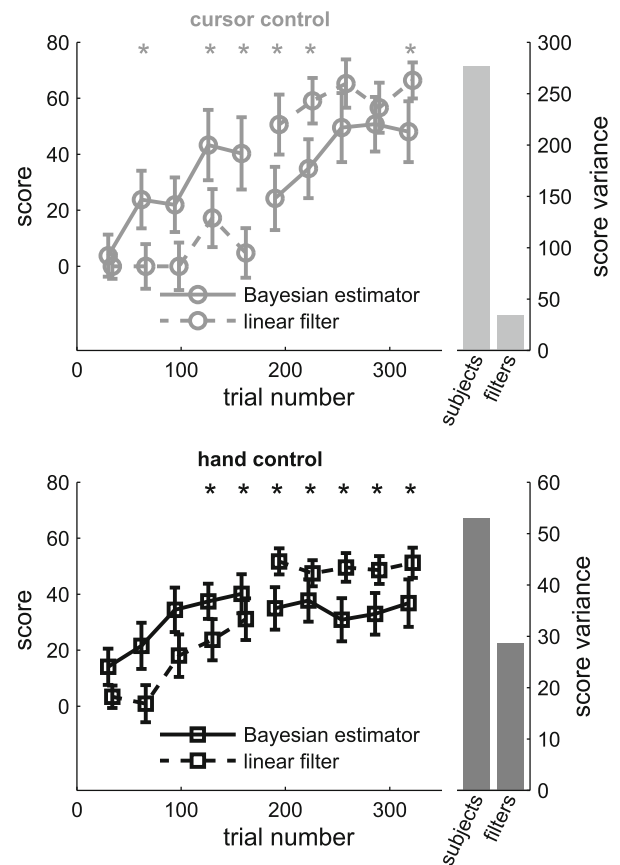 cursor control
* * * * * *
80
60
40
20
0
score
0 100 200 300
trial number
Bayesian estimator
linear filter
300
250
200
150
100
50
0
score variance
subjects
filters
hand control
* * * * * * *
80
60
40
20
0
score
0 100 200 300
trial number
Bayesian estimator
linear filter
60
50
40
30
20
10
0
score variance
subjects
filters